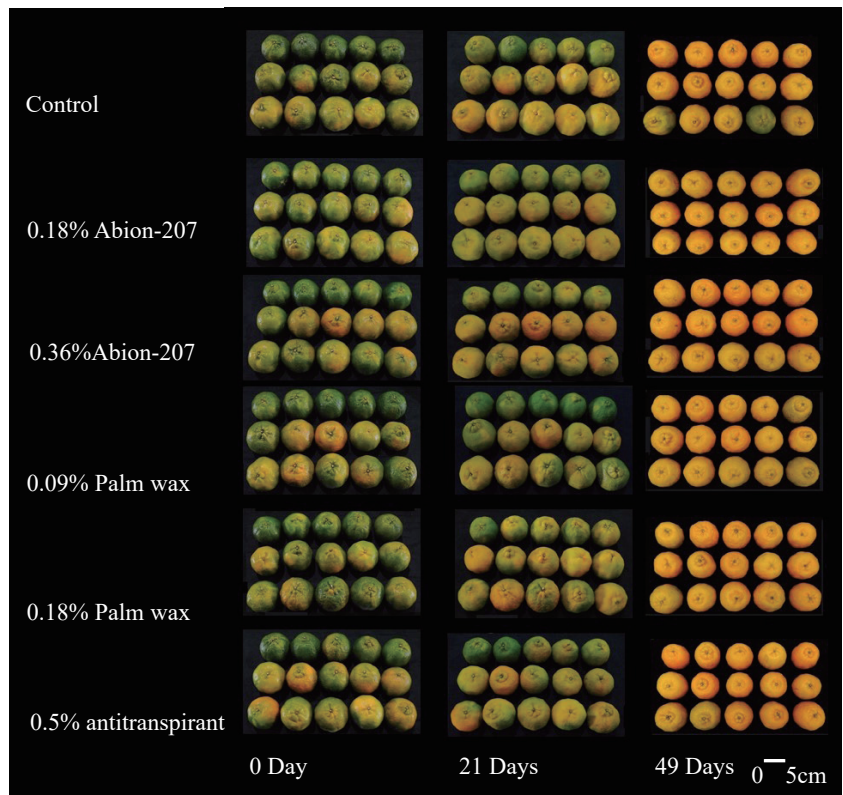 Control
0.18% Abion-207
0.36%Abion-207
0.09% Palm wax
0.18% Palm wax
0.5% antitranspirant
0 Day 21 Days 49 Days 0 5cm